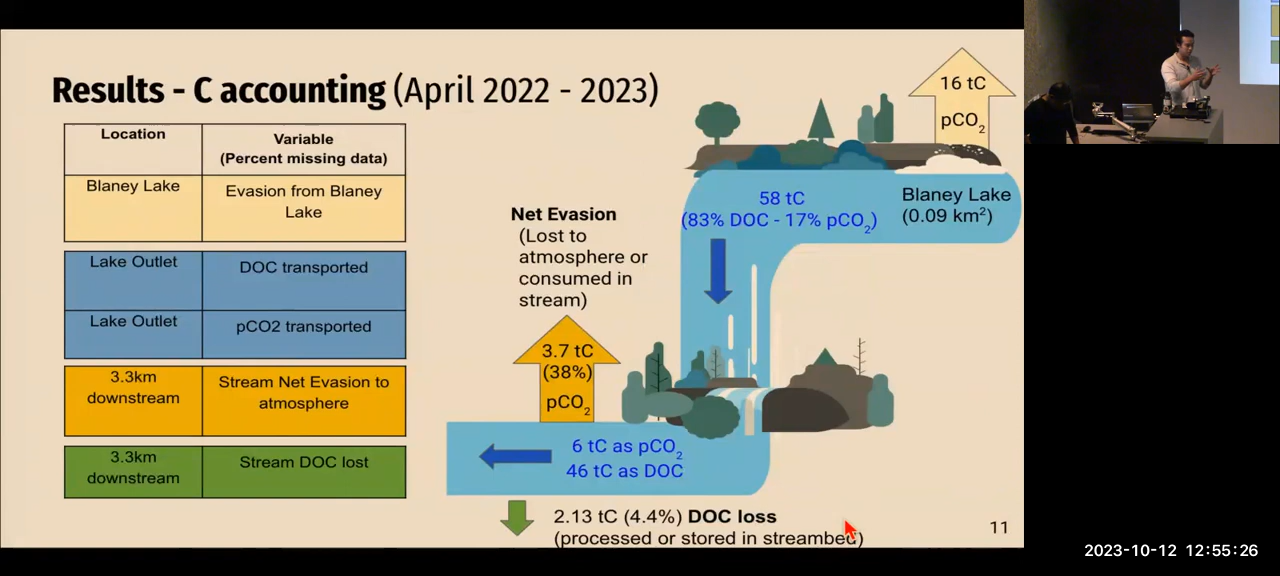 Results - C accounting (April 2022 - 2023)
Location
Variable
(Percent missing data)
Blaney Lake
Evasion from Blaney
Lake
Lake Outlet
DOC transported
Lake Outlet
pCO2 transported
3.3km
downstream
Stream Net Evasion to
atmosphere
3.3km
downstream
Stream DOC lost
16 tC
pCO₂
58 tC
(83% DOC - 17% pCO₂)
Blaney Lake
(0.09 km²)
Net Evasion
(Lost to
atmosphere or
consumed in
stream)
3.7 tC
(38%)
pCO₂
6 tC as pCO₂
46 tC as DOC
2.13 tC (4.4%) DOC loss
(processed or stored in streambed)
11
2023-10-12 12:55:26